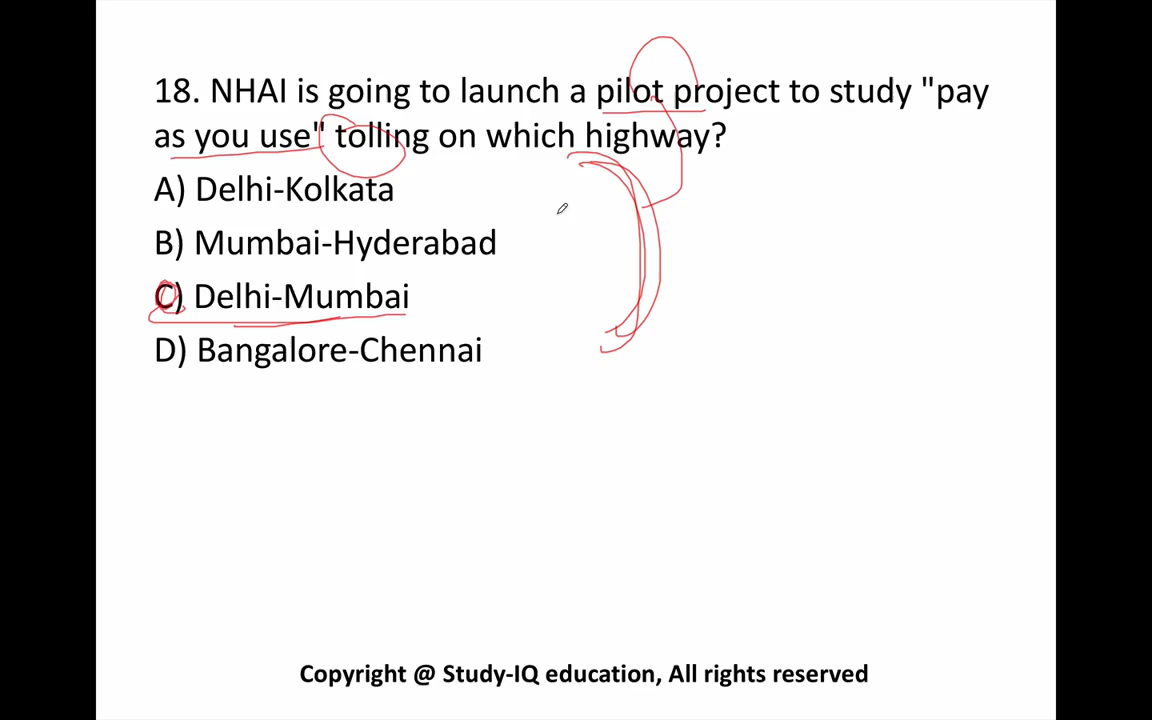 18. NHAI is going to launch a pilot project to study "pay
as you use" tolling on which highway?
A) Delhi-Kolkata
B) Mumbai-Hyderabad
C) Delhi-Mumbai
D) Bangalore-Chennai
Copyright @ Study-IQ education, All rights reserved